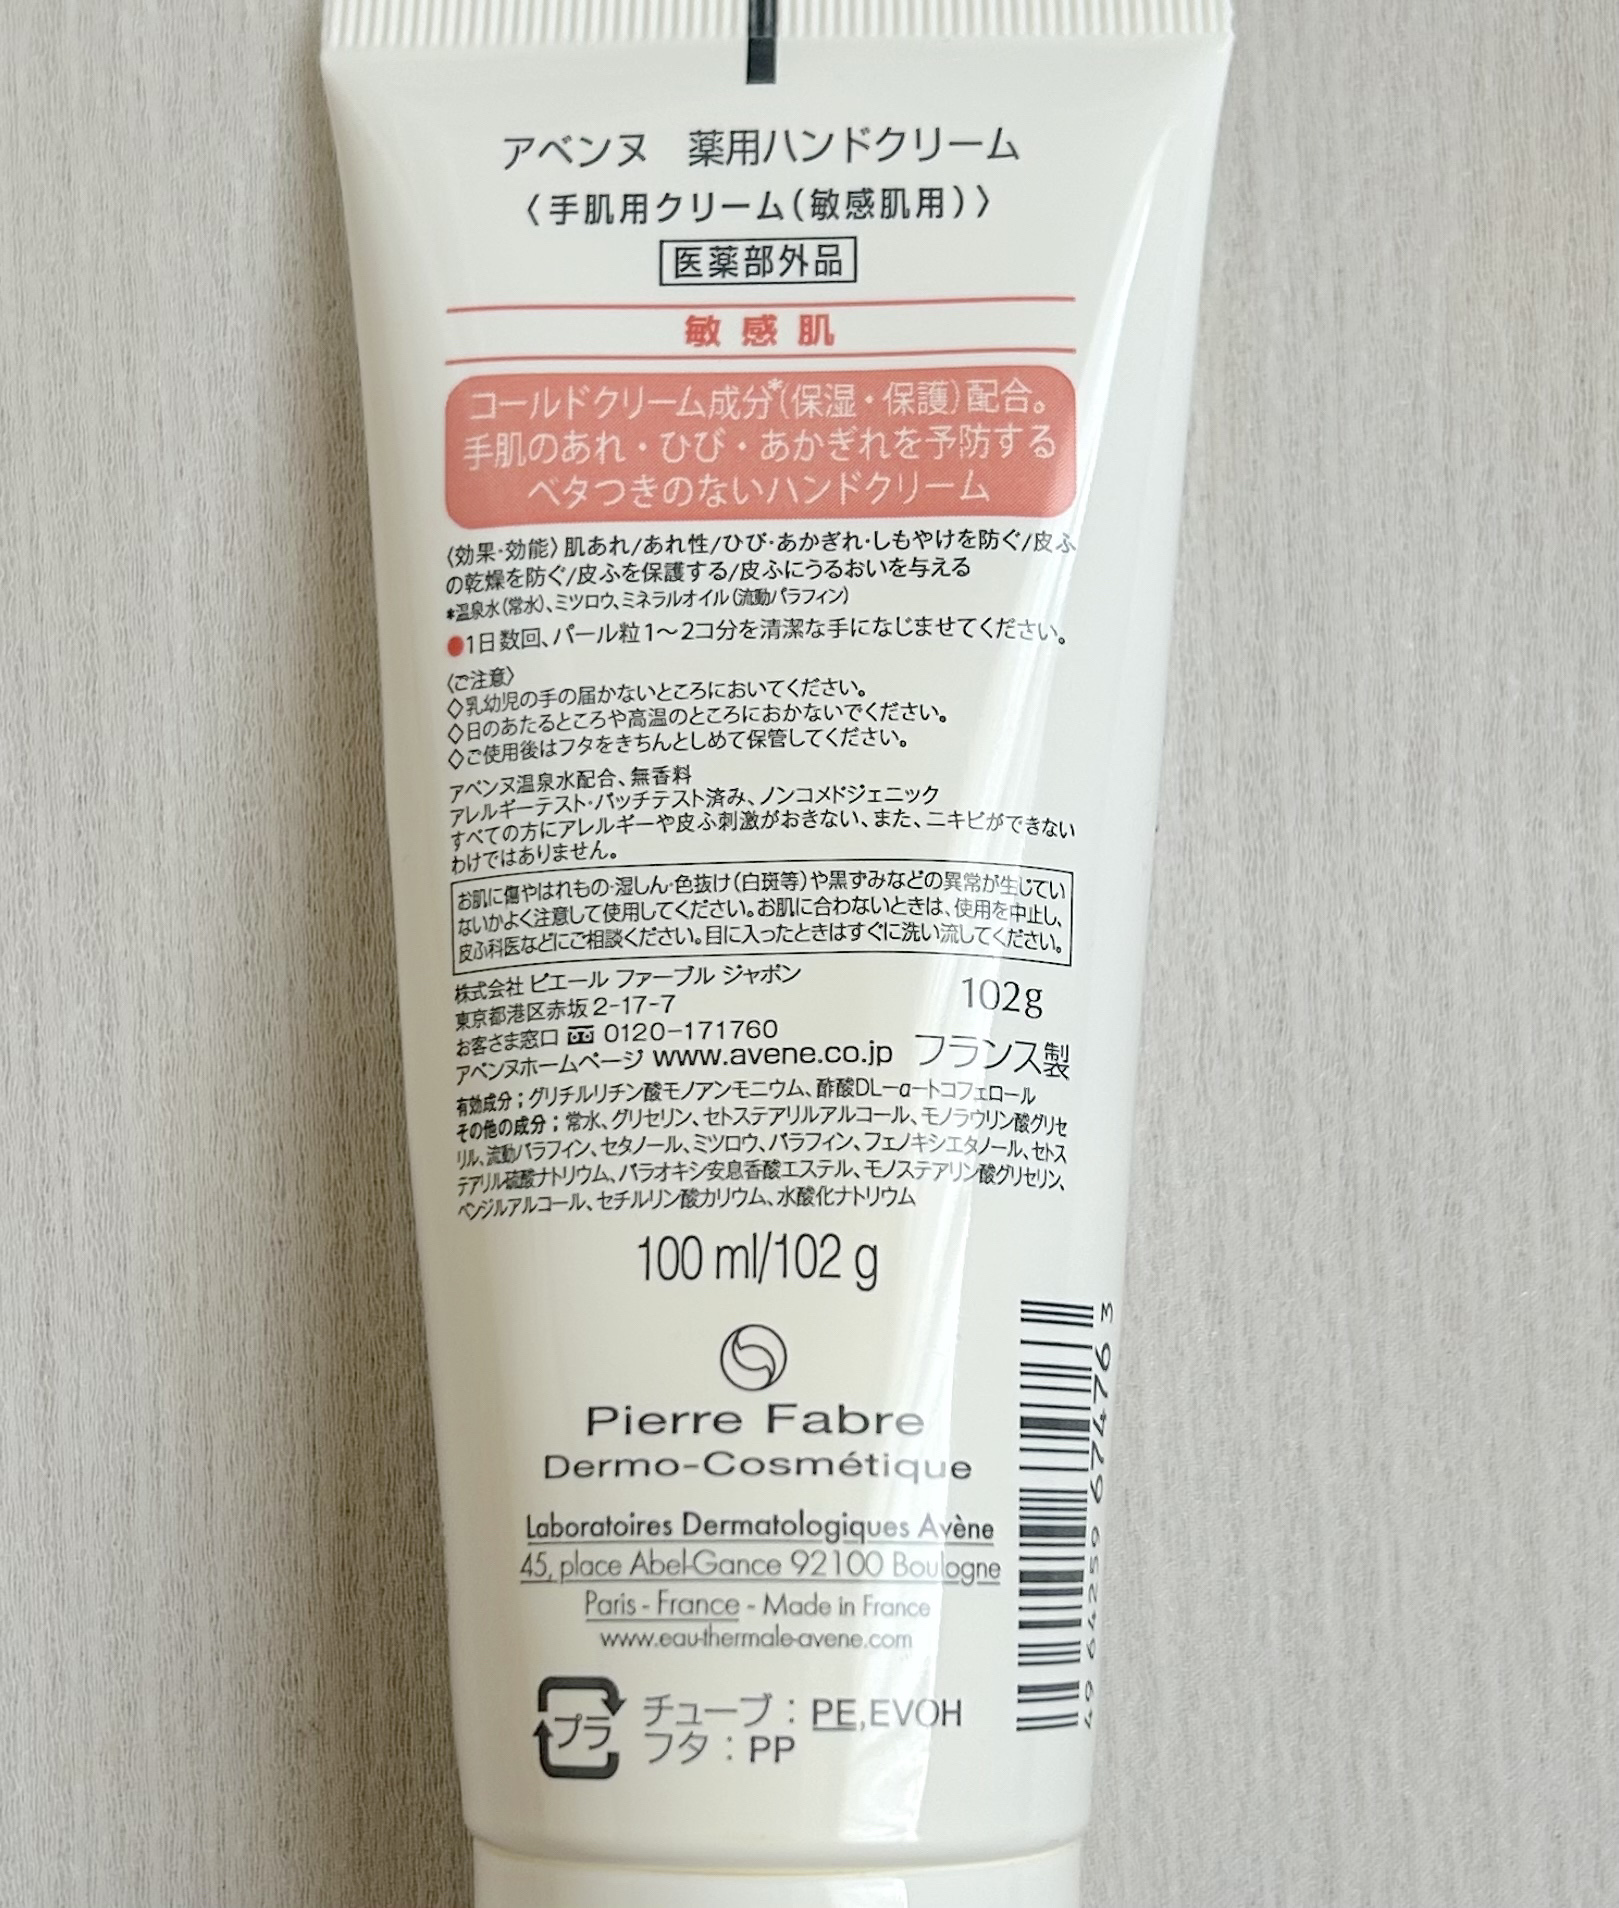 アベンヌ 薬用ハンドクリーム
〈手肌用クリーム(敏感肌用)〉
医薬部外品
敏感肌
コールドクリーム成分*(保湿・保護)配合。
手肌のあれ・ひび・あかぎれを予防する
ベタつきのないハンドクリーム
〈効果・効能〉肌あれ/あれ性/ひび・あかぎれ・しもやけを防ぐ/皮ふ
の乾燥を防ぐ/皮ふを保護する/皮ふにうるおいを与える
*温泉水(常水)、ミツロウ、ミネラルオイル(流動パラフィン)
●1日数回、パール粒1〜2コ分を清潔な手になじませてください。
〈ご注意〉
◇乳幼児の手の届かないところにおいてください。
◇日のあたるところや高温のところにおかないでください。
◇ご使用後はフタをきちんとしめて保管してください。
アベンヌ温泉水配合、無香料
アレルギーテスト・パッチテスト済み、ノンコメドジェニック
すべての方にアレルギーや皮ふ刺激がおきない、また、ニキビができない
わけではありません。
お肌に傷やはれもの・湿しん・色抜け(白斑等)や黒ずみなどの異常が生じてい
ないかよく注意して使用してください。お肌に合わないときは、使用を中止し、
皮ふ科医などにご相談ください。目に入ったときはすぐに洗い流してください。
株式会社 ピエール ファーブル ジャポン
東京都港区赤坂2-17-7
102g
お客さま窓口 0120-171760
アベンヌホームページ www.avene.co.jp フランス製
有効成分;グリチルリチン酸モノアンモニウム、酢酸DL-α-トコフェロール
その他の成分;常水、グリセリン、セトステアリルアルコール、モノラウリン酸グリセ
リル、流動パラフィン、セタノール、ミツロウ、パラフィン、フェノキシエタノール、セトス
テアリル硫酸ナトリウム、パラオキシ安息香酸エステル、モノステアリン酸グリセリン、
ベンジルアルコール、セチルリン酸カリウム、水酸化ナトリウム
100 ml/102 g
Pierre Fabre
Dermo-Cosmétique
Laboratoires Dermatologiques Avène
45, place Abel-Gance 92100 Boulogne
Paris - France - Made in France
www.eau-thermale-avene.com
プラ
チューブ:PE,EVOH
フタ:PP